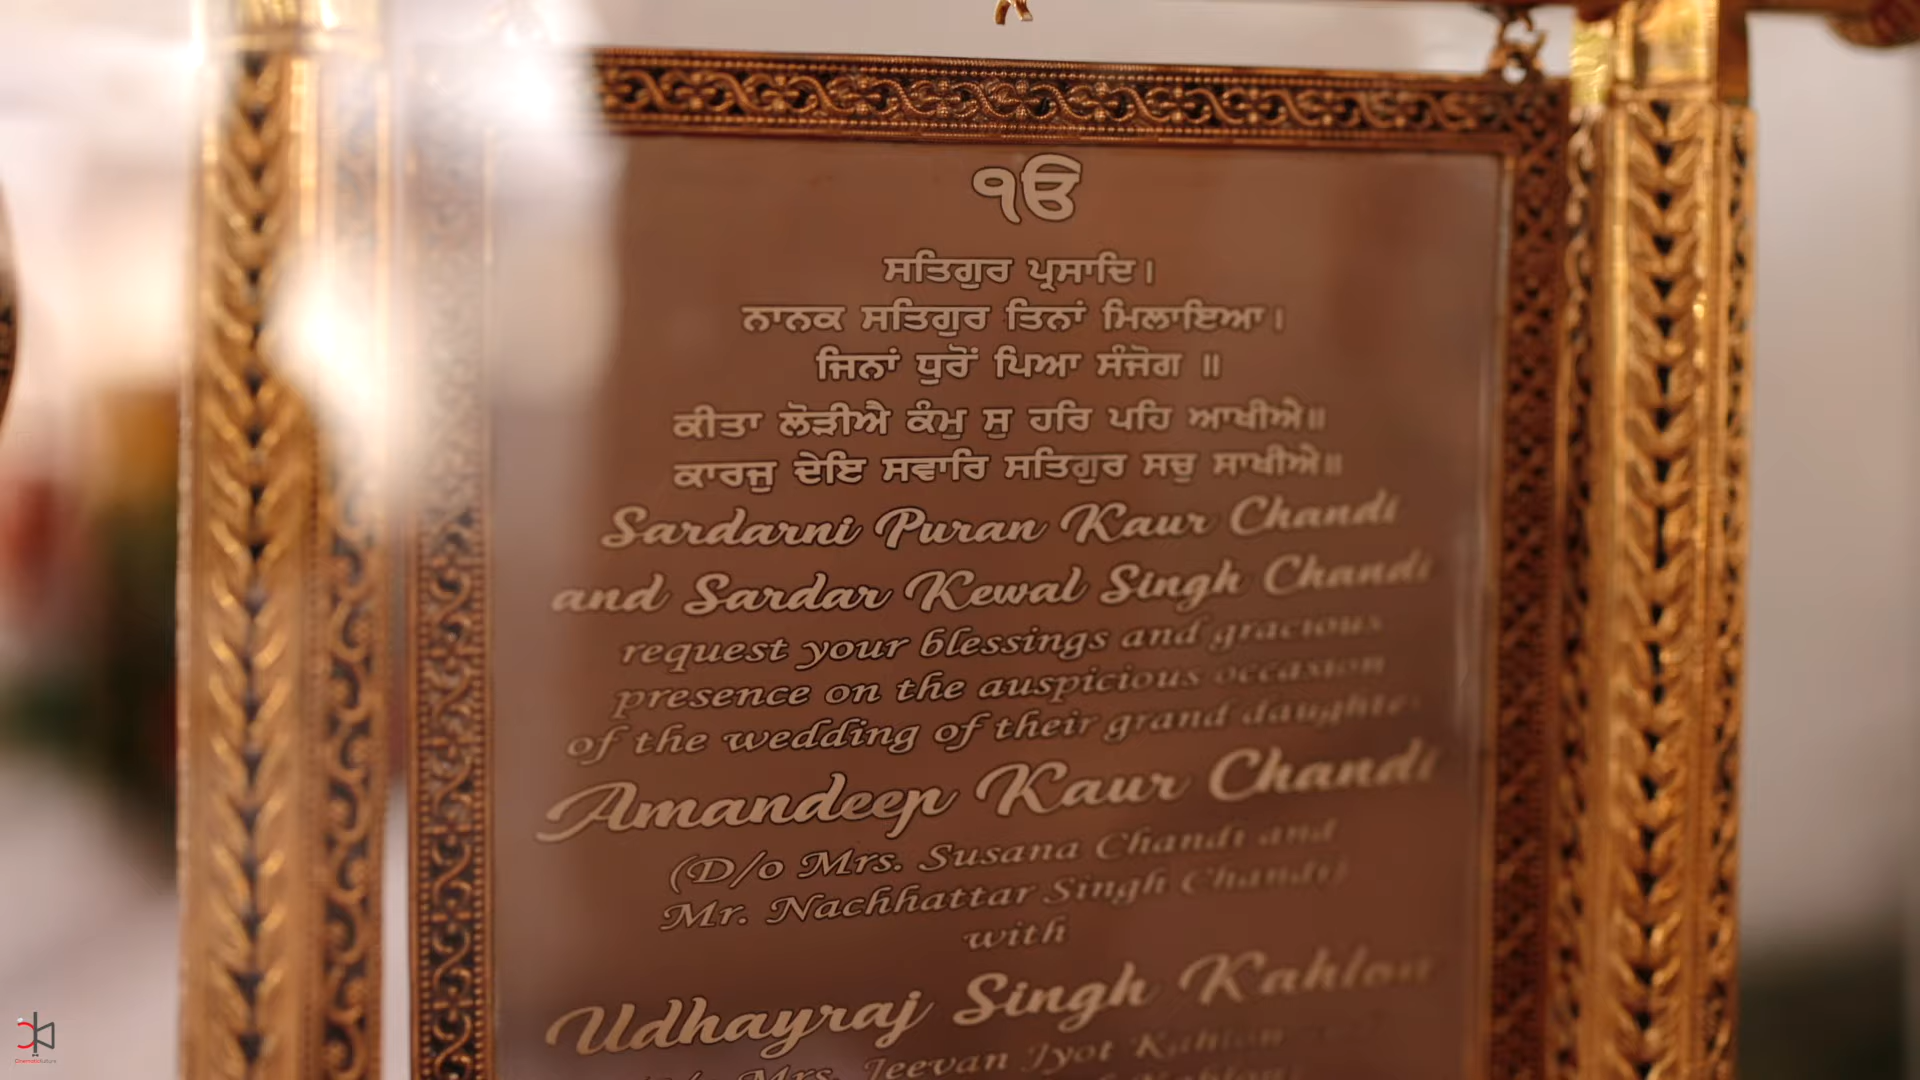 ੴ
ਸਤਿਗੁਰ ਪ੍ਰਸਾਦਿ।
ਨਾਨਕ ਸਤਿਗੁਰ ਤਿਨਾਂ ਮਿਲਾਇਆ।
ਜਿਨਾਂ ਧੁਰੋਂ ਪਿਆ ਸੰਜੋਗ ॥
ਕੀਤਾ ਲੋੜੀਐ ਕੰਮੁ ਸੁ ਹਰਿ ਪਹਿ ਆਖੀਐ॥
ਕਾਰਜੁ ਦੇਇ ਸਵਾਰਿ ਸਤਿਗੁਰ ਸਚੁ ਸਾਖੀਐ॥
Sardarni Puran Kaur Chandi
and Sardar Kewal Singh Chandi
request your blessings and gracious
presence on the auspicious occasion
of the wedding of their grand daughter
Amandeep Kaur Chandi
(D/o Mrs. Susana Chandi and
Mr. Nachhattar Singh Chandi)
with
Udhayraj Singh Kahlon
Mrs. Jeevan Jyot Kahlon